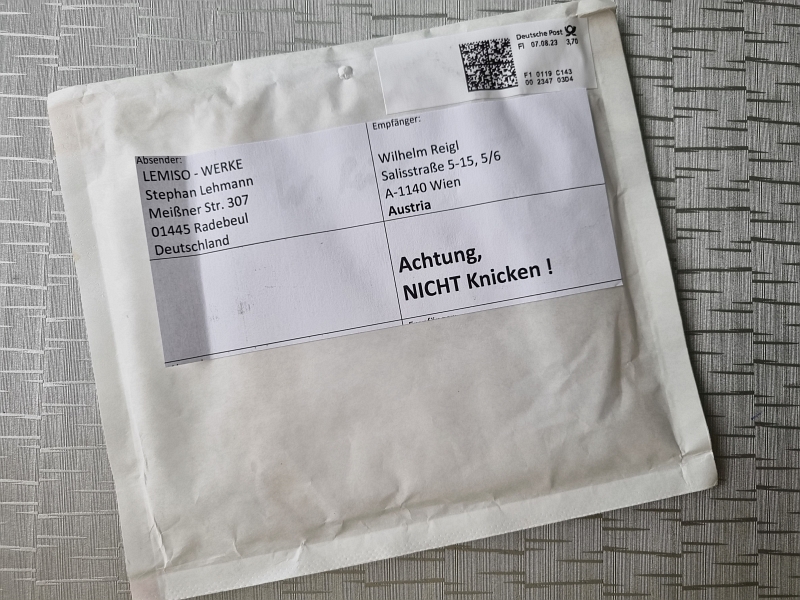 Deutsche Post
FI 07.08.23 3,70
F1 0119 C143
00 2347 03D4
Absender:
LEMISO - WERKE
Stephan Lehmann
Meißner Str. 307
01445 Radebeul
Deutschland
Empfänger:
Wilhelm Reigl
Salisstraße 5-15, 5/6
A-1140 Wien
Austria
Achtung,
NICHT Knicken !